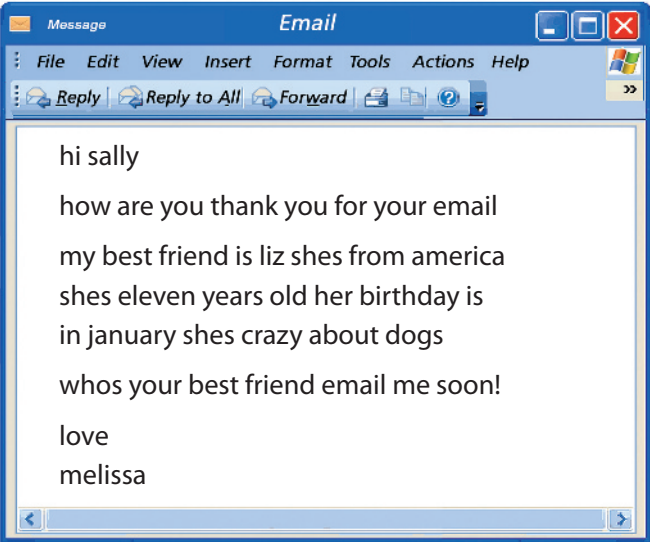 Message Email
File Edit View Insert Format Tools Actions Help
Reply Reply to All Forward
hi sally
how are you thank you for your email
my best friend is liz shes from america
shes eleven years old her birthday is
in january shes crazy about dogs
whos your best friend email me soon!
love
melissa